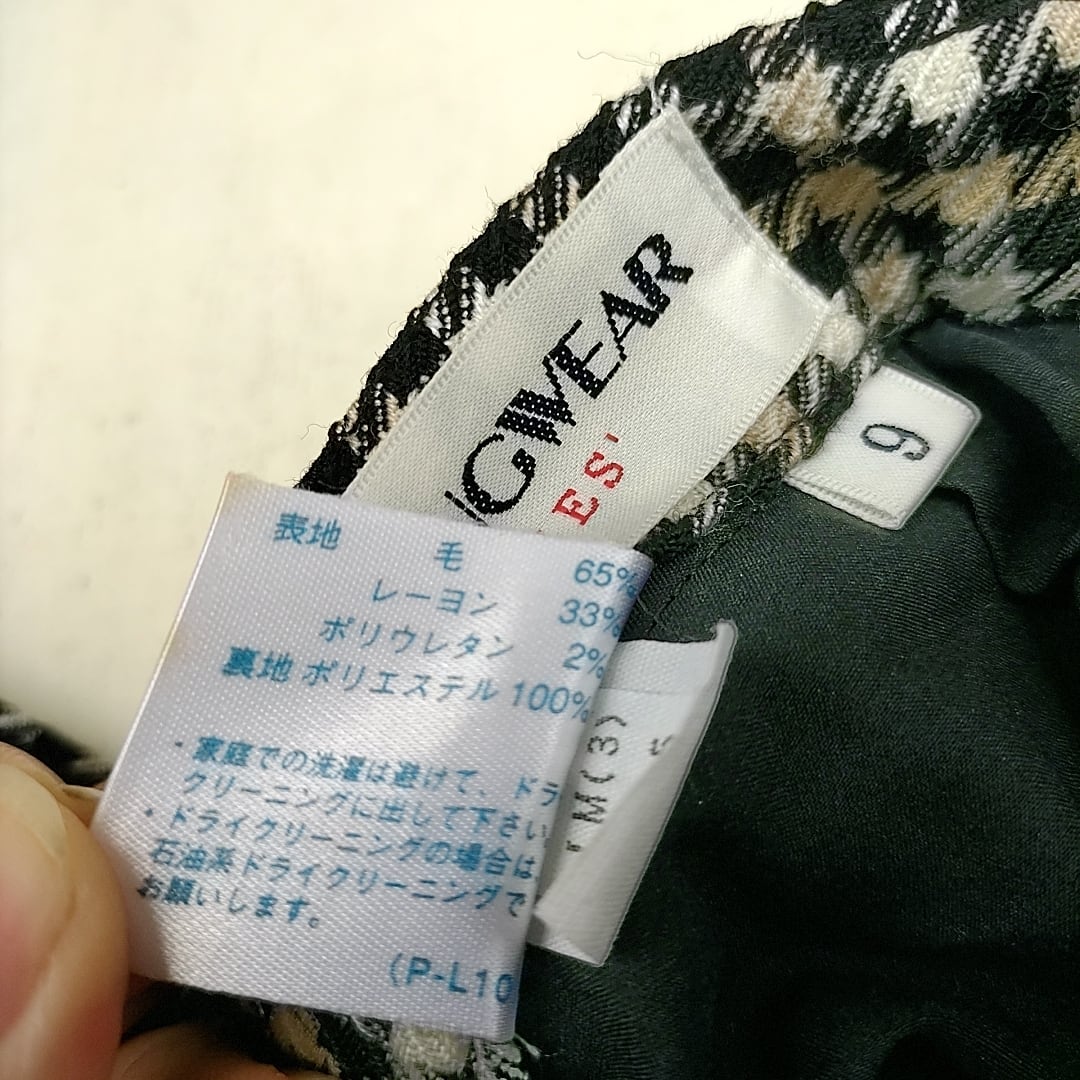 IGWEAR
ES'
9
表地 毛 65%
レーヨン 33%
ポリウレタン 2%
裏地 ポリエステル 100%
・家庭での洗濯は避けて、ドラ
クリーニングに出して下さい
・ドライクリーニングの場合は
石油系ドライクリーニングで
お願いします。
(P-L10
M(3)